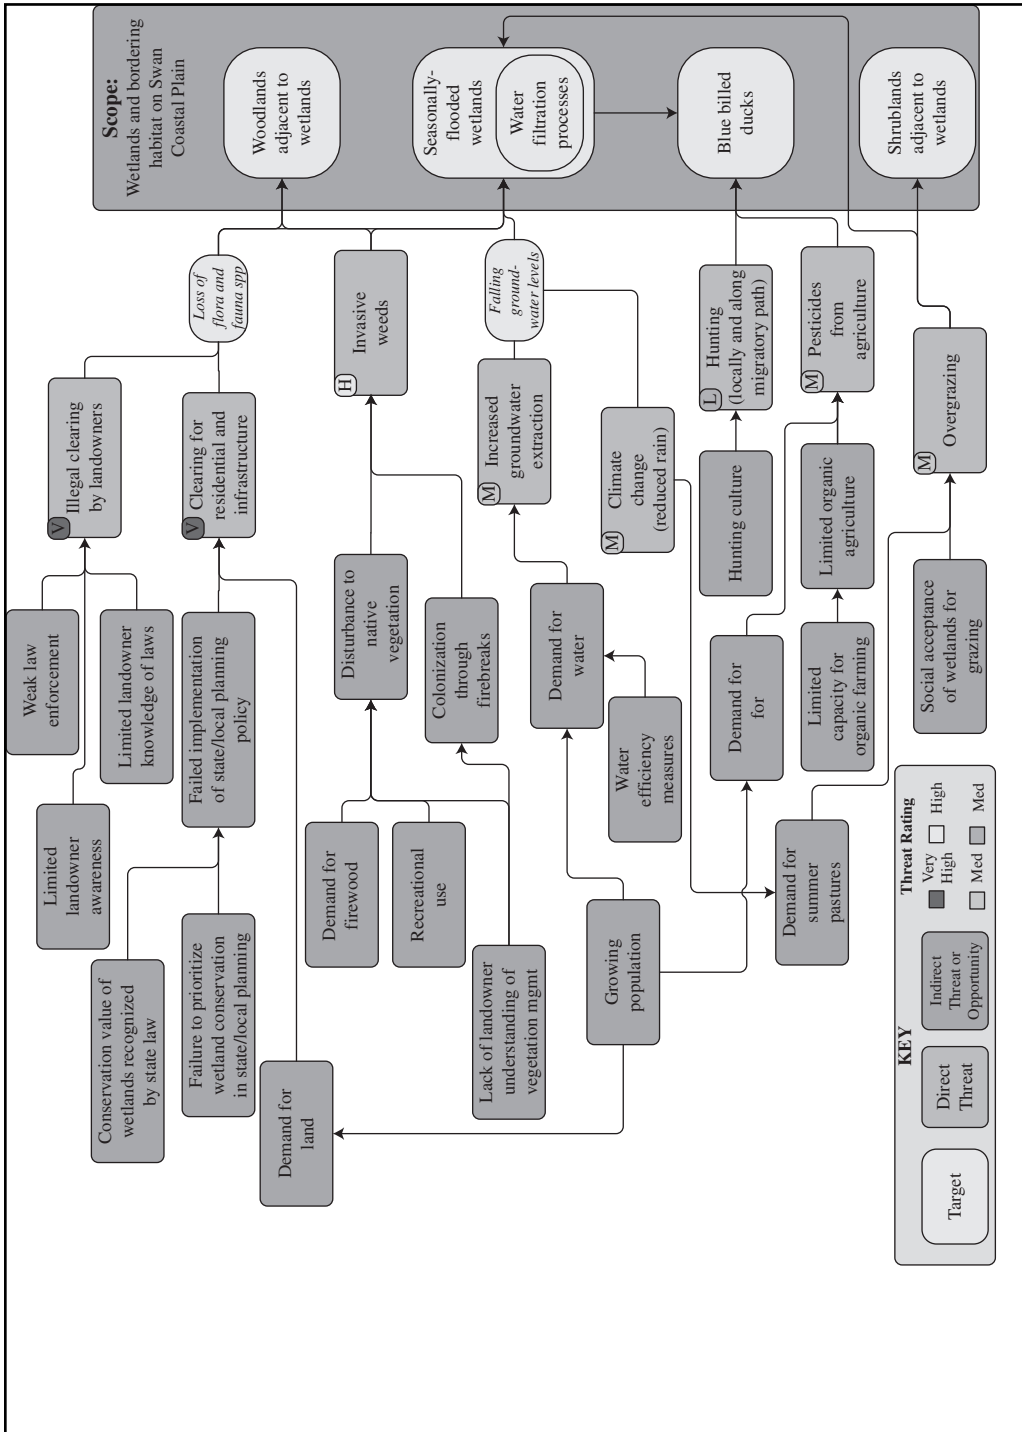 Scope:
Wetlands and bordering
habitat on Swan
Coastal Plain
Woodlands
adjacent to
wetlands
Seasonally-
flooded
wetlands
Water
filtration
processes
Blue billed
ducks
Shrublands
adjacent to
wetlands
Loss of
flora and
fauna spp
H
Invasive
weeds
Falling
ground-
water levels
L
Hunting
(locally and along
migratory path)
M
Pesticides
from
agriculture
M
Overgrazing
V
Illegal clearing
by landowners
V
Clearing for
residential and
infrastructure
M
Increased
groundwater
extraction
M
Climate
change
(reduced rain)
Hunting culture
Limited organic
agriculture
Social acceptance
of wetlands for
grazing
Weak law
enforcement
Limited landowner
knowledge of laws
Failed implementation
of state/local planning
policy
Disturbance to
native
vegetation
Colonization
through
firebreaks
Demand for
water
Water
efficiency
measures
Demand for
for
Limited
capacity for
organic farming
Limited
landowner
awareness
Demand for
firewood
Recreational
use
Demand for
summer
pastures
Conservation value of
wetlands recognized
by state law
Failure to prioritize
wetland conservation
in state/local planning
Demand for
land
Lack of landowner
understanding of
vegetation mgmt
Growing
population
KEY
Target
Direct
Threat
Indirect
Threat or
Opportunity
Threat Rating
Very
High
High
Med
Med